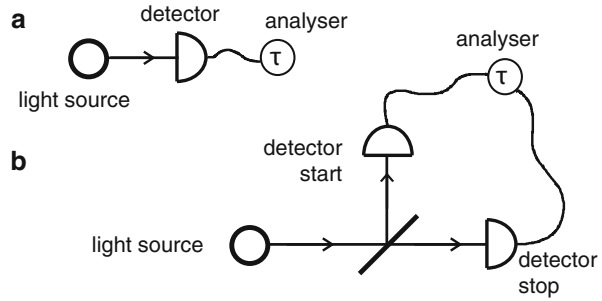 a
detector
analyser
τ
light source
analyser
τ
b
detector
start
light source
detector
stop